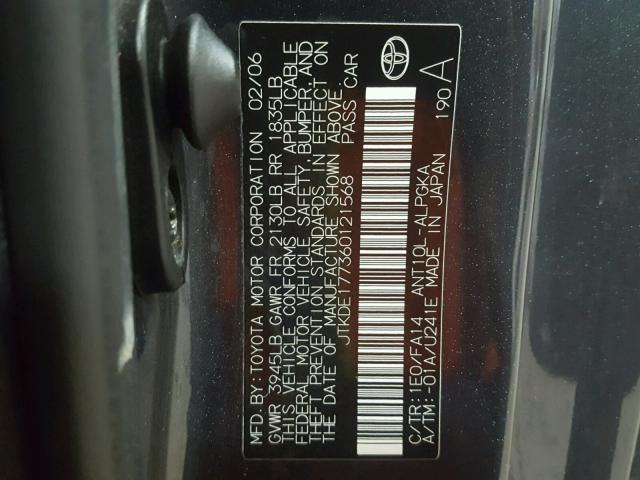 MFD. BY: TOYOTA MOTOR CORPORATION 02/06
GVWR 3945LB GAWR FR 2130LB RR 1835LB
THIS VEHICLE CONFORMS TO ALL APPLICABLE
FEDERAL MOTOR VEHICLE SAFETY, BUMPER, AND
THEFT PREVENTION STANDARDS IN EFFECT ON
THE DATE OF MANUFACTURE SHOWN ABOVE
JTKDE177360121568 PASS CAR
C/TR: 1E0/FA14 ANT10L-ALPGKA 190 A
A/TM: -01A/U241E MADE IN JAPAN